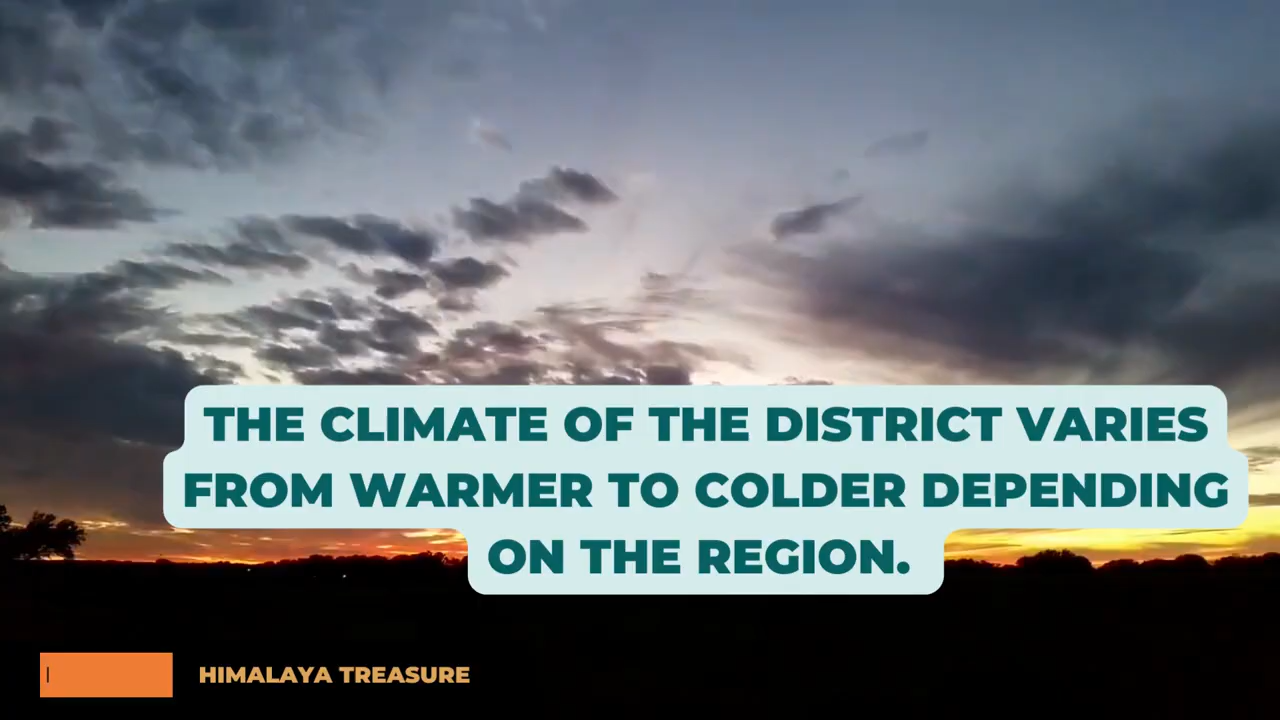 THE CLIMATE OF THE DISTRICT VARIES
FROM WARMER TO COLDER DEPENDING
ON THE REGION.
HIMALAYA TREASURE